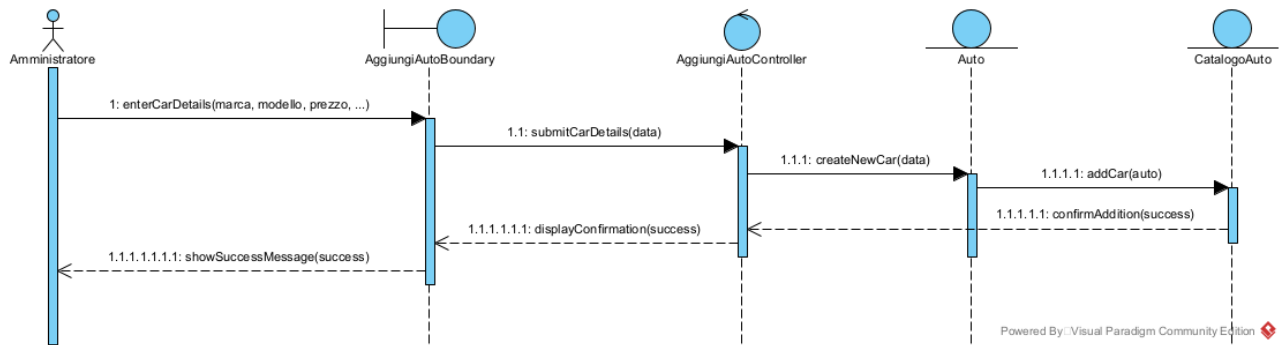 Amministratore
AggiungiAutoBoundary
AggiungiAutoController
Auto
CatalogoAuto
1: enterCarDetails(marca, modello, prezzo, ...)
1.1: submitCarDetails(data)
1.1.1: createNewCar(data)
1.1.1.1: addCar(auto)
1.1.1.1.1: confirmAddition(success)
1.1.1.1.1.1: displayConfirmation(success)
1.1.1.1.1.1.1: showSuccessMessage(success)
Powered By Visual Paradigm Community Edition